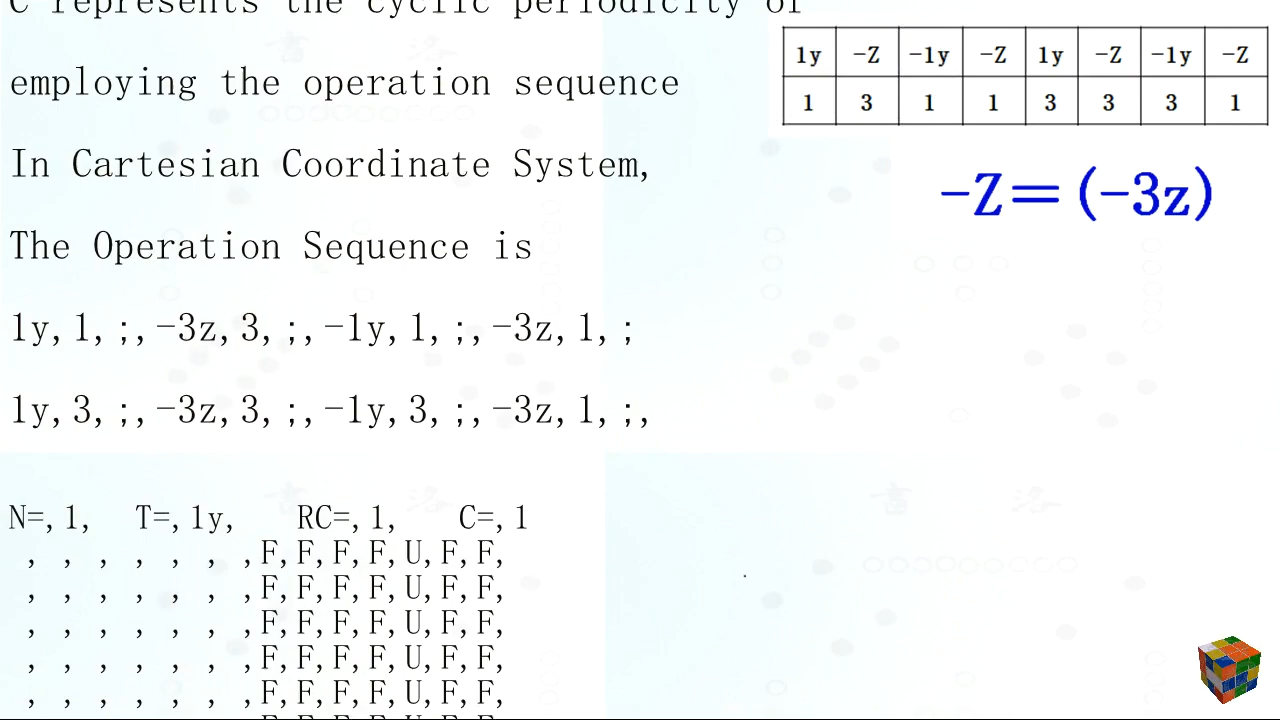 C represents the cyclic periodicity of
employing the operation sequence
In Cartesian Coordinate System,
The Operation Sequence is
1y,1,;,-3z,3,;,-1y,1,;,-3z,1,;
1y,3,;,-3z,3,;,-1y,3,;,-3z,1,;,
1y -Z -1y -Z 1y -Z -1y -Z
1 3 1 1 3 3 3 1
-Z=(-3z)
N=,1, T=,1y, RC=,1, C=,1
, , , , , , ,F,F,F,F,U,F,F,
, , , , , , ,F,F,F,F,U,F,F,
, , , , , , ,F,F,F,F,U,F,F,
, , , , , , ,F,F,F,F,U,F,F,
, , , , , , ,F,F,F,F,U,F,F,